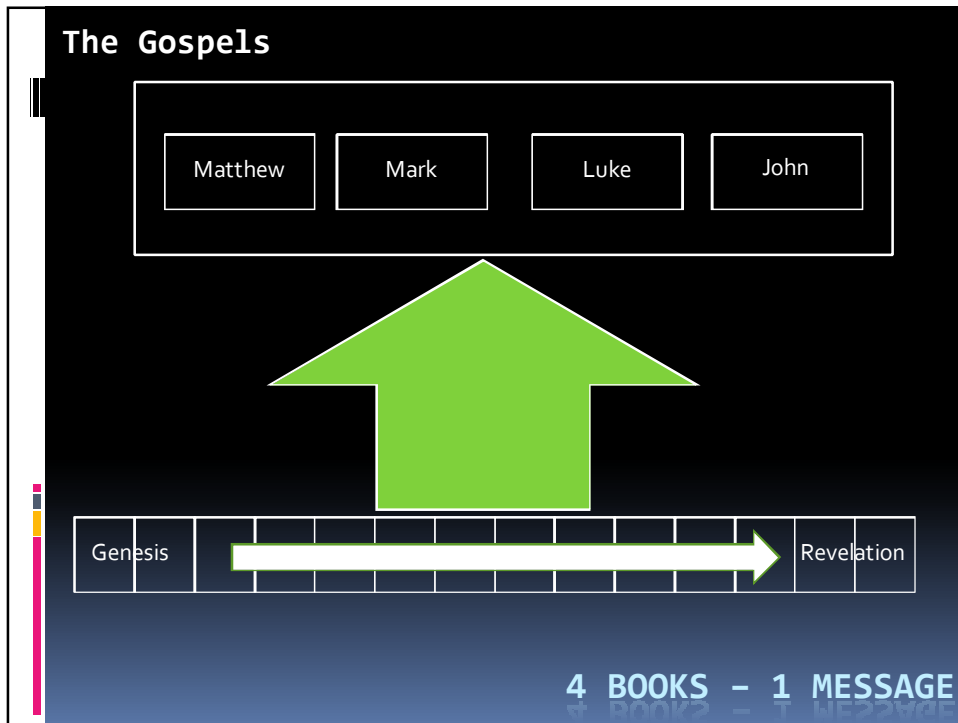 The Gospels
Matthew Mark Luke John
Genesis Revelation
4 BOOKS – 1 MESSAGE